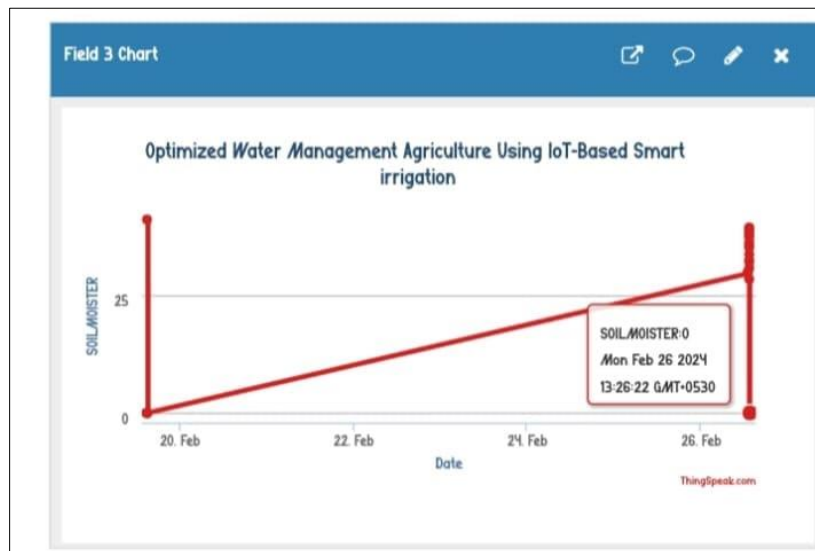 Field 3 Chart
Optimized Water Management Agriculture Using IoT-Based Smart
irrigation
SOILMOISTER
25
0
SOILMOISTER:0
Mon Feb 26 2024
13:26:22 GMT+0530
20. Feb
22. Feb
24. Feb
26. Feb
Date
ThingSpeak.com